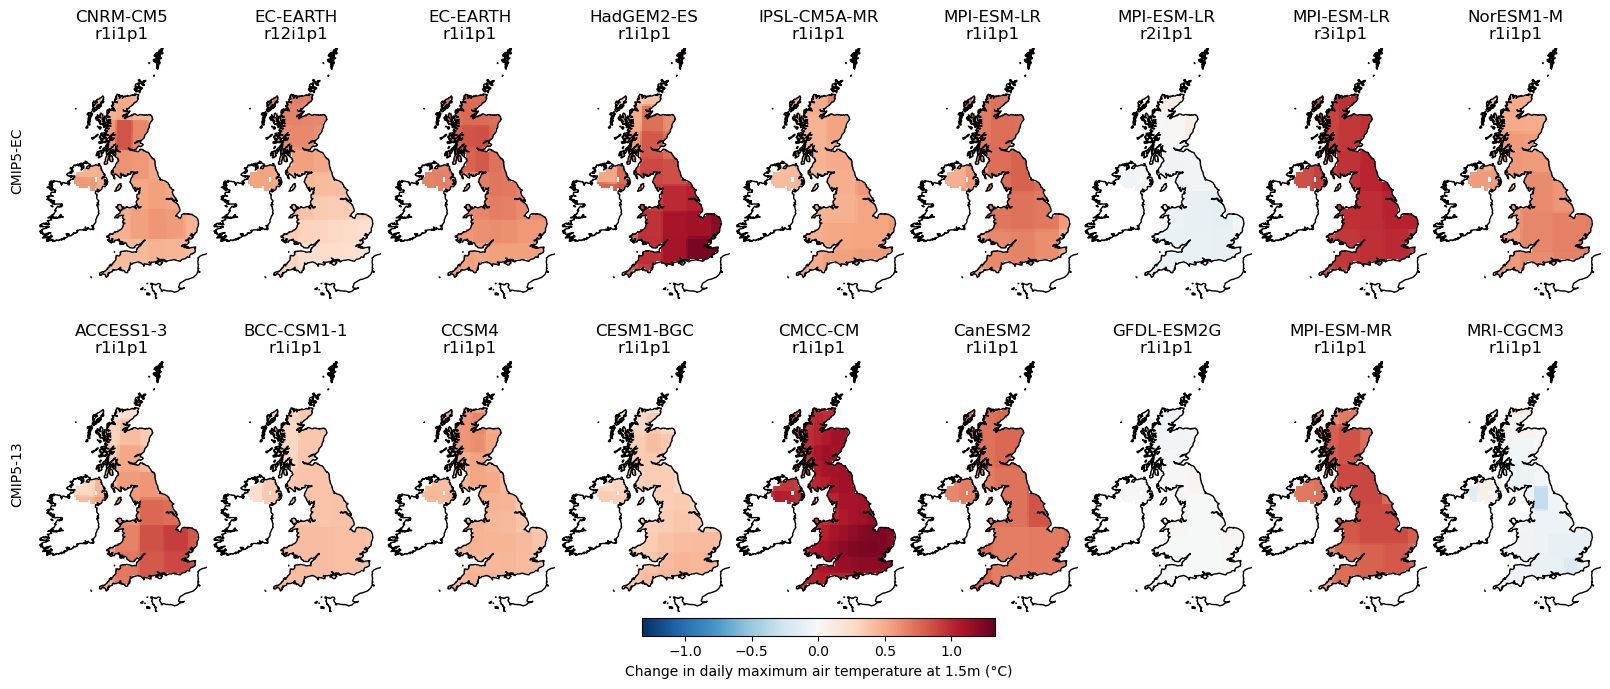 CNRM-CM5 EC-EARTH EC-EARTH HadGEM2-ES IPSL-CM5A-MR MPI-ESM-LR MPI-ESM-LR MPI-ESM-LR NorESM1-M
r1i1p1 r12i1p1 r1i1p1 r1i1p1 r1i1p1 r1i1p1 r2i1p1 r3i1p1 r1i1p1
CMIP5-EC
ACCESS1-3 BCC-CSM1-1 CCSM4 CESM1-BGC CMCC-CM CanESM2 GFDL-ESM2G MPI-ESM-MR MRI-CGCM3
r1i1p1 r1i1p1 r1i1p1 r1i1p1 r1i1p1 r1i1p1 r1i1p1 r1i1p1 r1i1p1
CMIP5-13
−1.0 −0.5 0.0 0.5 1.0
Change in daily maximum air temperature at 1.5m (°C)